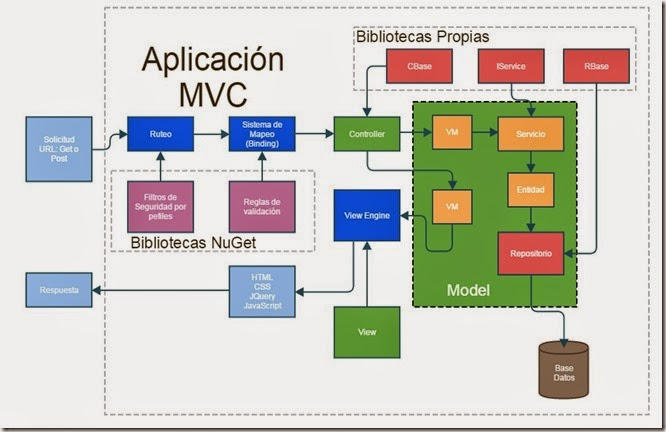 Aplicación
MVC
Bibliotecas Propias
CBase
IService
RBase
Solicitud
URL: Get o
Post
Ruteo
Sistema de
Mapeo
(Binding)
Controller
VM
Servicio
Filtros de
Seguridad por
pefiles
Reglas de
validación
Bibliotecas NuGet
View Engine
VM
Entidad
Repositorio
Model
Respuesta
HTML
CSS
JQuery
JavaScript
View
Base
Datos